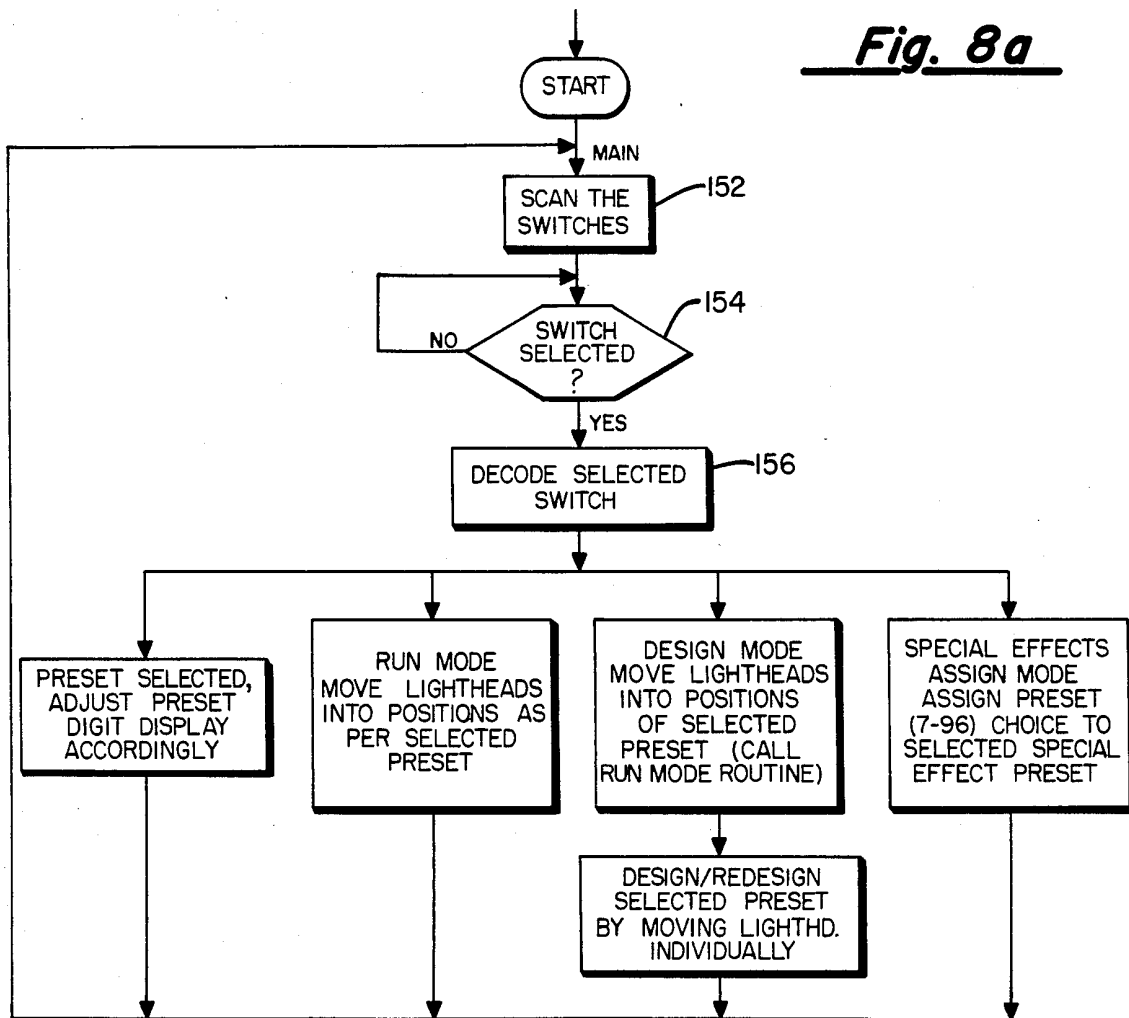 Fig. 8a
START
MAIN
SCAN THE
SWITCHES
152
SWITCH
SELECTED
?
154
NO
YES
DECODE SELECTED
SWITCH
156
PRESET SELECTED,
ADJUST PRESET
DIGIT DISPLAY
ACCORDINGLY
RUN MODE
MOVE LIGHTHEADS
INTO POSITIONS AS
PER SELECTED
PRESET
DESIGN MODE
MOVE LIGHTHEADS
INTO POSITIONS
OF SELECTED
PRESET (CALL
RUN MODE ROUTINE)
SPECIAL EFFECTS
ASSIGN MODE
ASSIGN PRESET
(7-96) CHOICE TO
SELECTED SPECIAL
EFFECT PRESET
DESIGN/REDESIGN
SELECTED PRESET
BY MOVING LIGHTHD.
INDIVIDUALLY